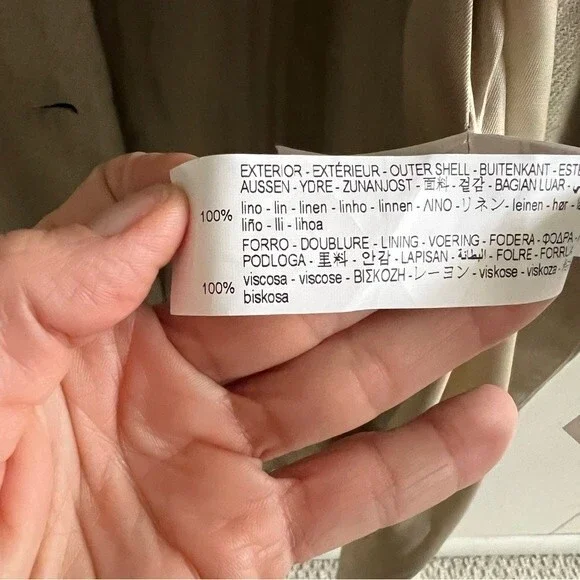 EXTERIOR - EXTÉRIEUR - OUTER SHELL - BUITENKANT -
AUSSEN - YDRE - ZUNANJOST - 面料 - 겉감 - BAGIAN LUAR -
100% lino - lin - linen - linho - linnen - ΛΙΝΟ - リネン - leinen - hør -
liño - lli - lihoa
FORRO - DOUBLURE - LINING - VOERING - FODERA - ΦΟΔΡΑ -
PODLOGA - 里料 - 안감 - LAPISAN - - FOLRE - FORRU
100% viscosa - viscose - ΒΙΣΚΟΖΗ - レーヨン - viskose - viskoza -
biskosa